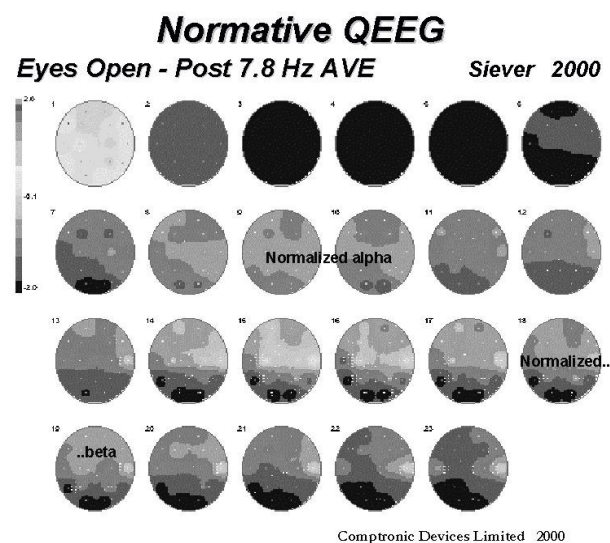 Normative QEEG
Eyes Open - Post 7.8 Hz AVE Siever 2000
2.6
-0.1
-2.0
1 2 3 4 5 6
7 8 9 10 11 12
Normalized alpha
13 14 15 16 17 18
Normalized..
19 20 21 22 23
..beta
Comptronic Devices Limited 2000